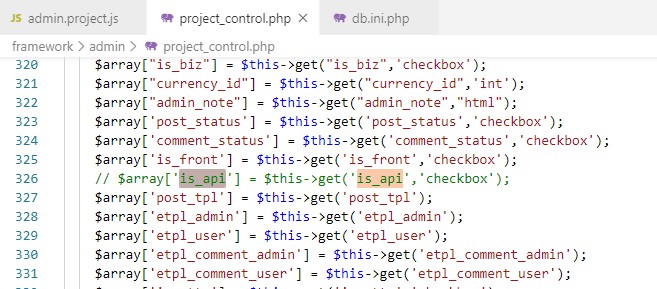 JS admin.project.js project_control.php × db.ini.php
framework > admin > project_control.php
320 $array["is_biz"] = $this->get("is_biz",'checkbox');
321 $array["currency_id"] = $this->get("currency_id",'int');
322 $array["admin_note"] = $this->get("admin_note","html");
323 $array['post_status'] = $this->get('post_status','checkbox');
324 $array['comment_status'] = $this->get('comment_status','checkbox');
325 $array['is_front'] = $this->get('is_front','checkbox');
326 // $array['is_api'] = $this->get('is_api','checkbox');
327 $array['post_tpl'] = $this->get('post_tpl');
328 $array['etpl_admin'] = $this->get('etpl_admin');
329 $array['etpl_user'] = $this->get('etpl_user');
330 $array['etpl_comment_admin'] = $this->get('etpl_comment_admin');
331 $array['etpl_comment_user'] = $this->get('etpl_comment_user');